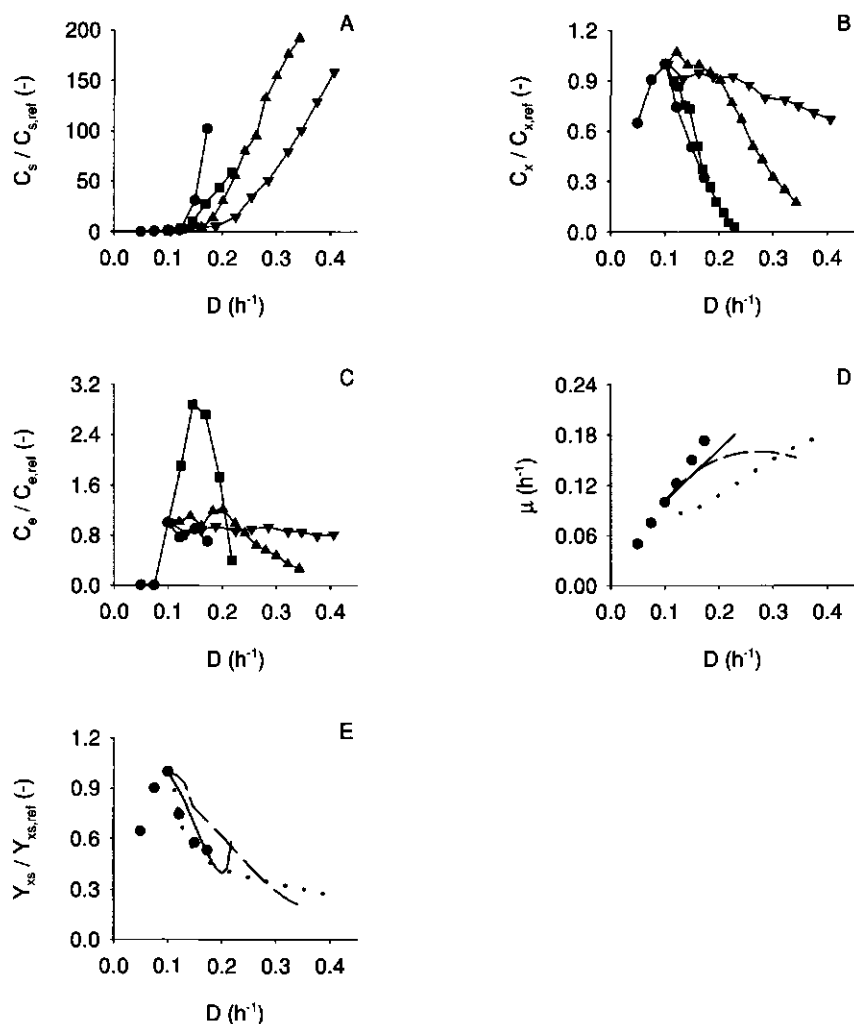 A
C_s / C_s,ref (-)
200
150
100
50
0
0.0 0.1 0.2 0.3 0.4
D (h⁻¹)
B
C_x / C_x,ref (-)
1.2
0.9
0.6
0.3
0.0
0.0 0.1 0.2 0.3 0.4
D (h⁻¹)
C
C_e / C_e,ref (-)
3.2
2.4
1.6
0.8
0.0
0.0 0.1 0.2 0.3 0.4
D (h⁻¹)
D
μ (h⁻¹)
0.24
0.18
0.12
0.06
0.00
0.0 0.1 0.2 0.3 0.4
D (h⁻¹)
E
Y_xs / Y_xs,ref (-)
1.2
0.9
0.6
0.3
0.0
0.0 0.1 0.2 0.3 0.4
D (h⁻¹)